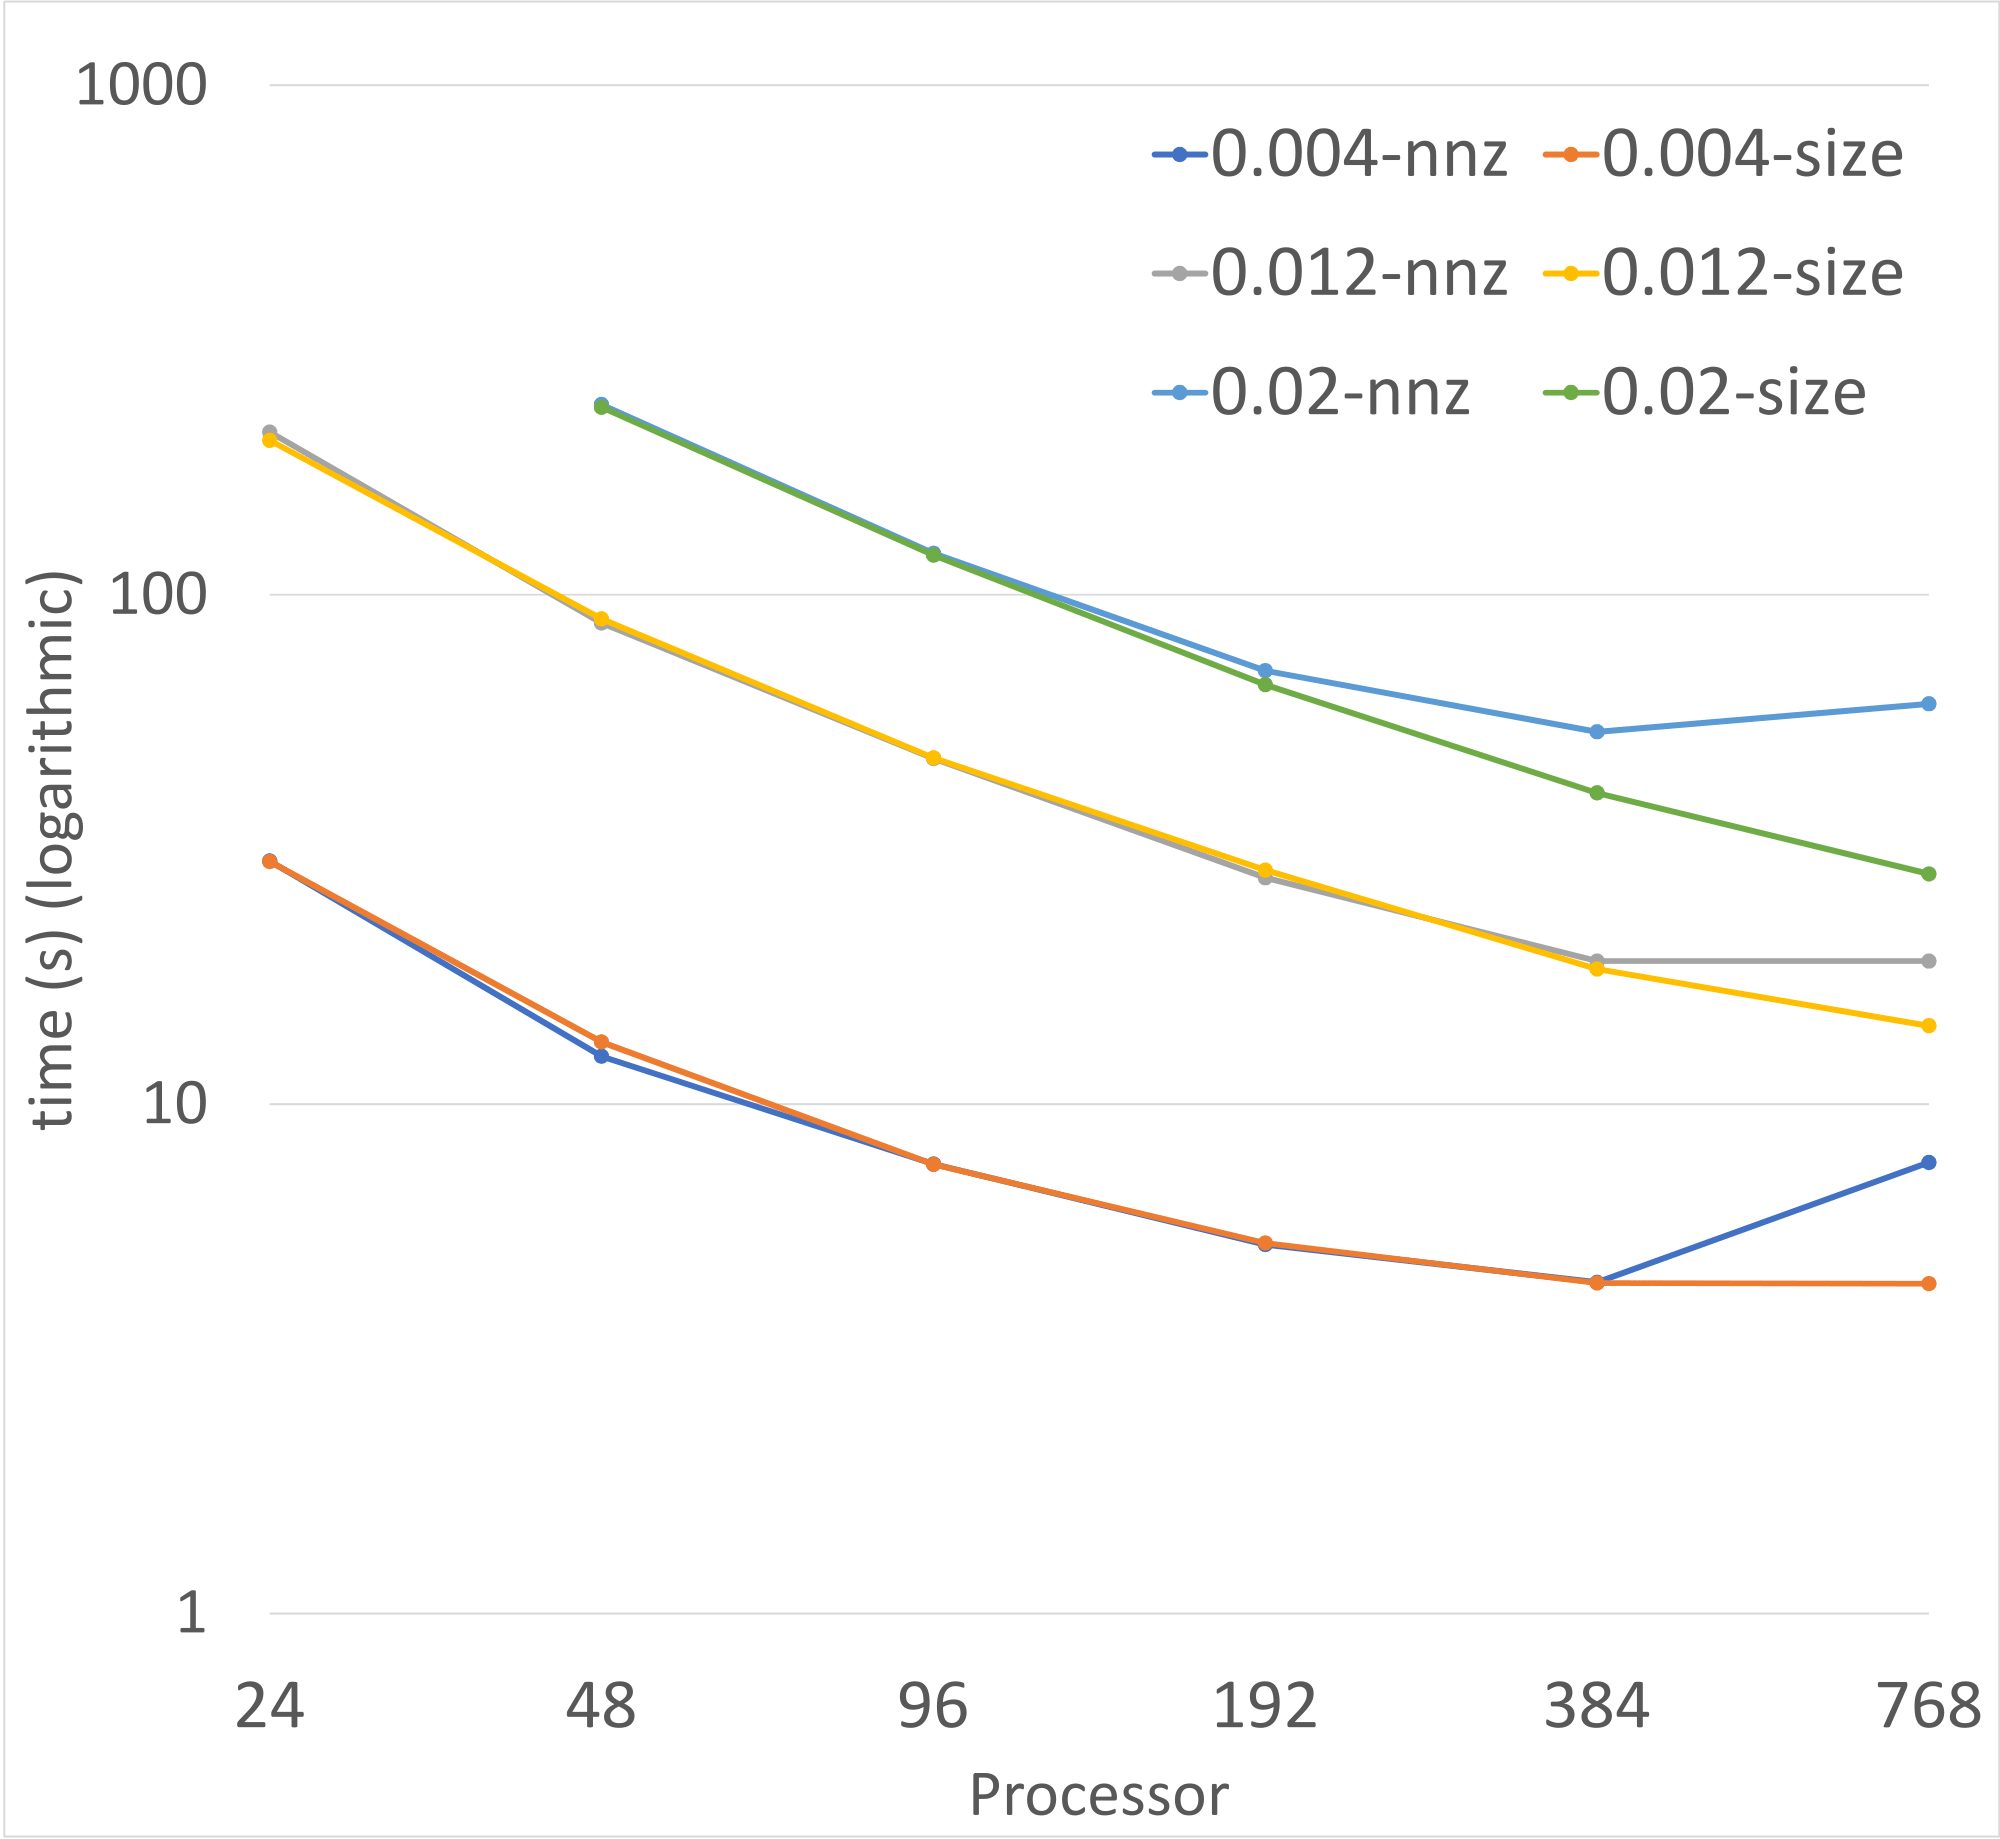 1000
0.004-nnz 0.004-size
0.012-nnz 0.012-size
0.02-nnz 0.02-size
time (s) (logarithmic)
100
10
1
24 48 96 192 384 768
Processor